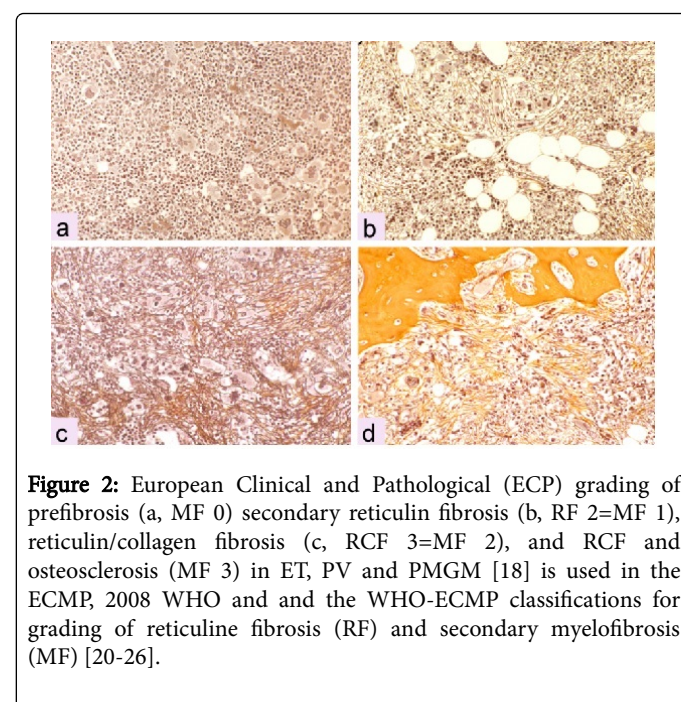 a
b
c
d
Figure 2: European Clinical and Pathological (ECP) grading of
prefibrosis (a, MF 0) secondary reticulin fibrosis (b, RF 2=MF 1),
reticulin/collagen fibrosis (c, RCF 3=MF 2), and RCF and
osteosclerosis (MF 3) in ET, PV and PMGM [18] is used in the
ECMP, 2008 WHO and and the WHO-ECMP classifications for
grading of reticuline fibrosis (RF) and secondary myelofibrosis
(MF) [20-26].